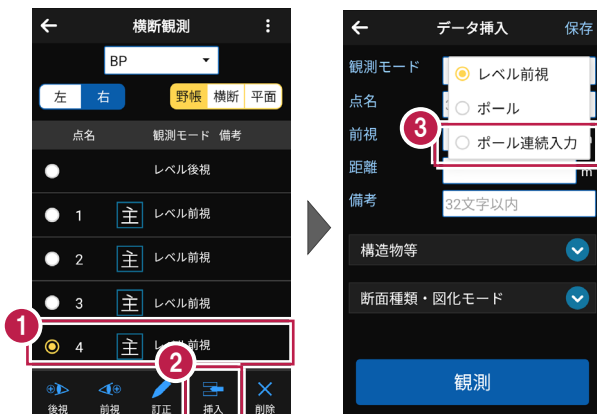 横断観測
BP
左 右 野帳 横断 平面
点名 観測モード 備考
レベル後視
1 主 レベル前視
2 主 レベル前視
3 主 レベル前視
1
4 主 レベル前視
2
後視 前視 訂正 挿入 削除
データ挿入 保存
観測モード レベル前視
点名 ポール
前視 3 ポール連続入力
距離 m
備考 32文字以内
構造物等
断面種類・図化モード
観測